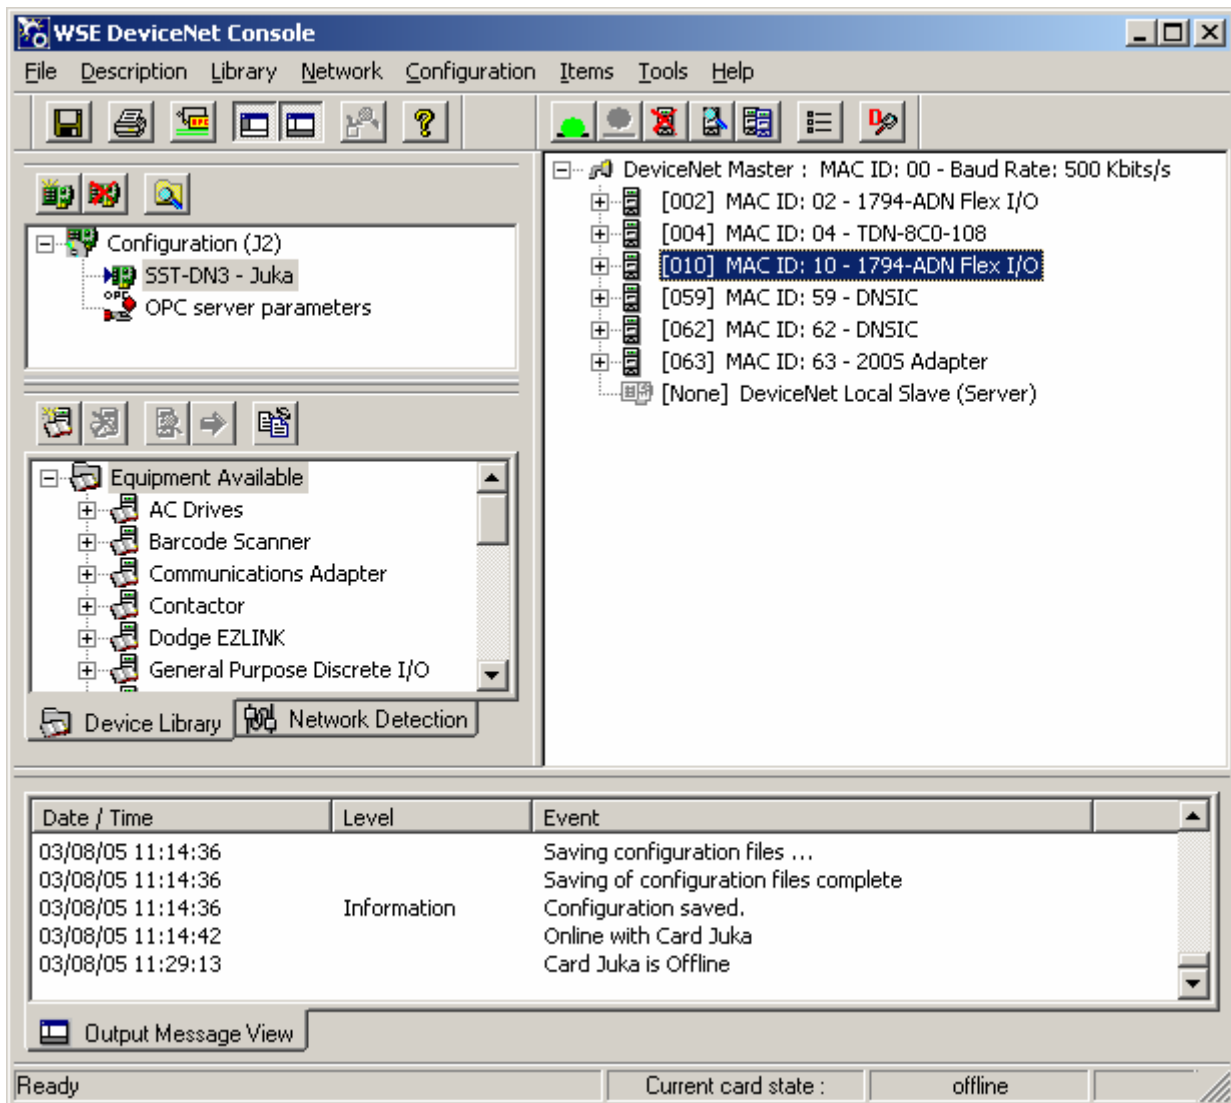 WSE DeviceNet Console
File Description Library Network Configuration Items Tools Help
Configuration (J2)
SST-DN3 - Juka
OPC server parameters
Equipment Available
AC Drives
Barcode Scanner
Communications Adapter
Contactor
Dodge EZLINK
General Purpose Discrete I/O
Device Library Network Detection
DeviceNet Master : MAC ID: 00 - Baud Rate: 500 Kbits/s
[002] MAC ID: 02 - 1794-ADN Flex I/O
[004] MAC ID: 04 - TDN-8C0-108
[010] MAC ID: 10 - 1794-ADN Flex I/O
[059] MAC ID: 59 - DNSIC
[062] MAC ID: 62 - DNSIC
[063] MAC ID: 63 - 2005 Adapter
[None] DeviceNet Local Slave (Server)
Date / Time Level Event
03/08/05 11:14:36 Saving configuration files ...
03/08/05 11:14:36 Saving of configuration files complete
03/08/05 11:14:36 Information Configuration saved.
03/08/05 11:14:42 Online with Card Juka
03/08/05 11:29:13 Card Juka is Offline
Output Message View
Ready Current card state : offline